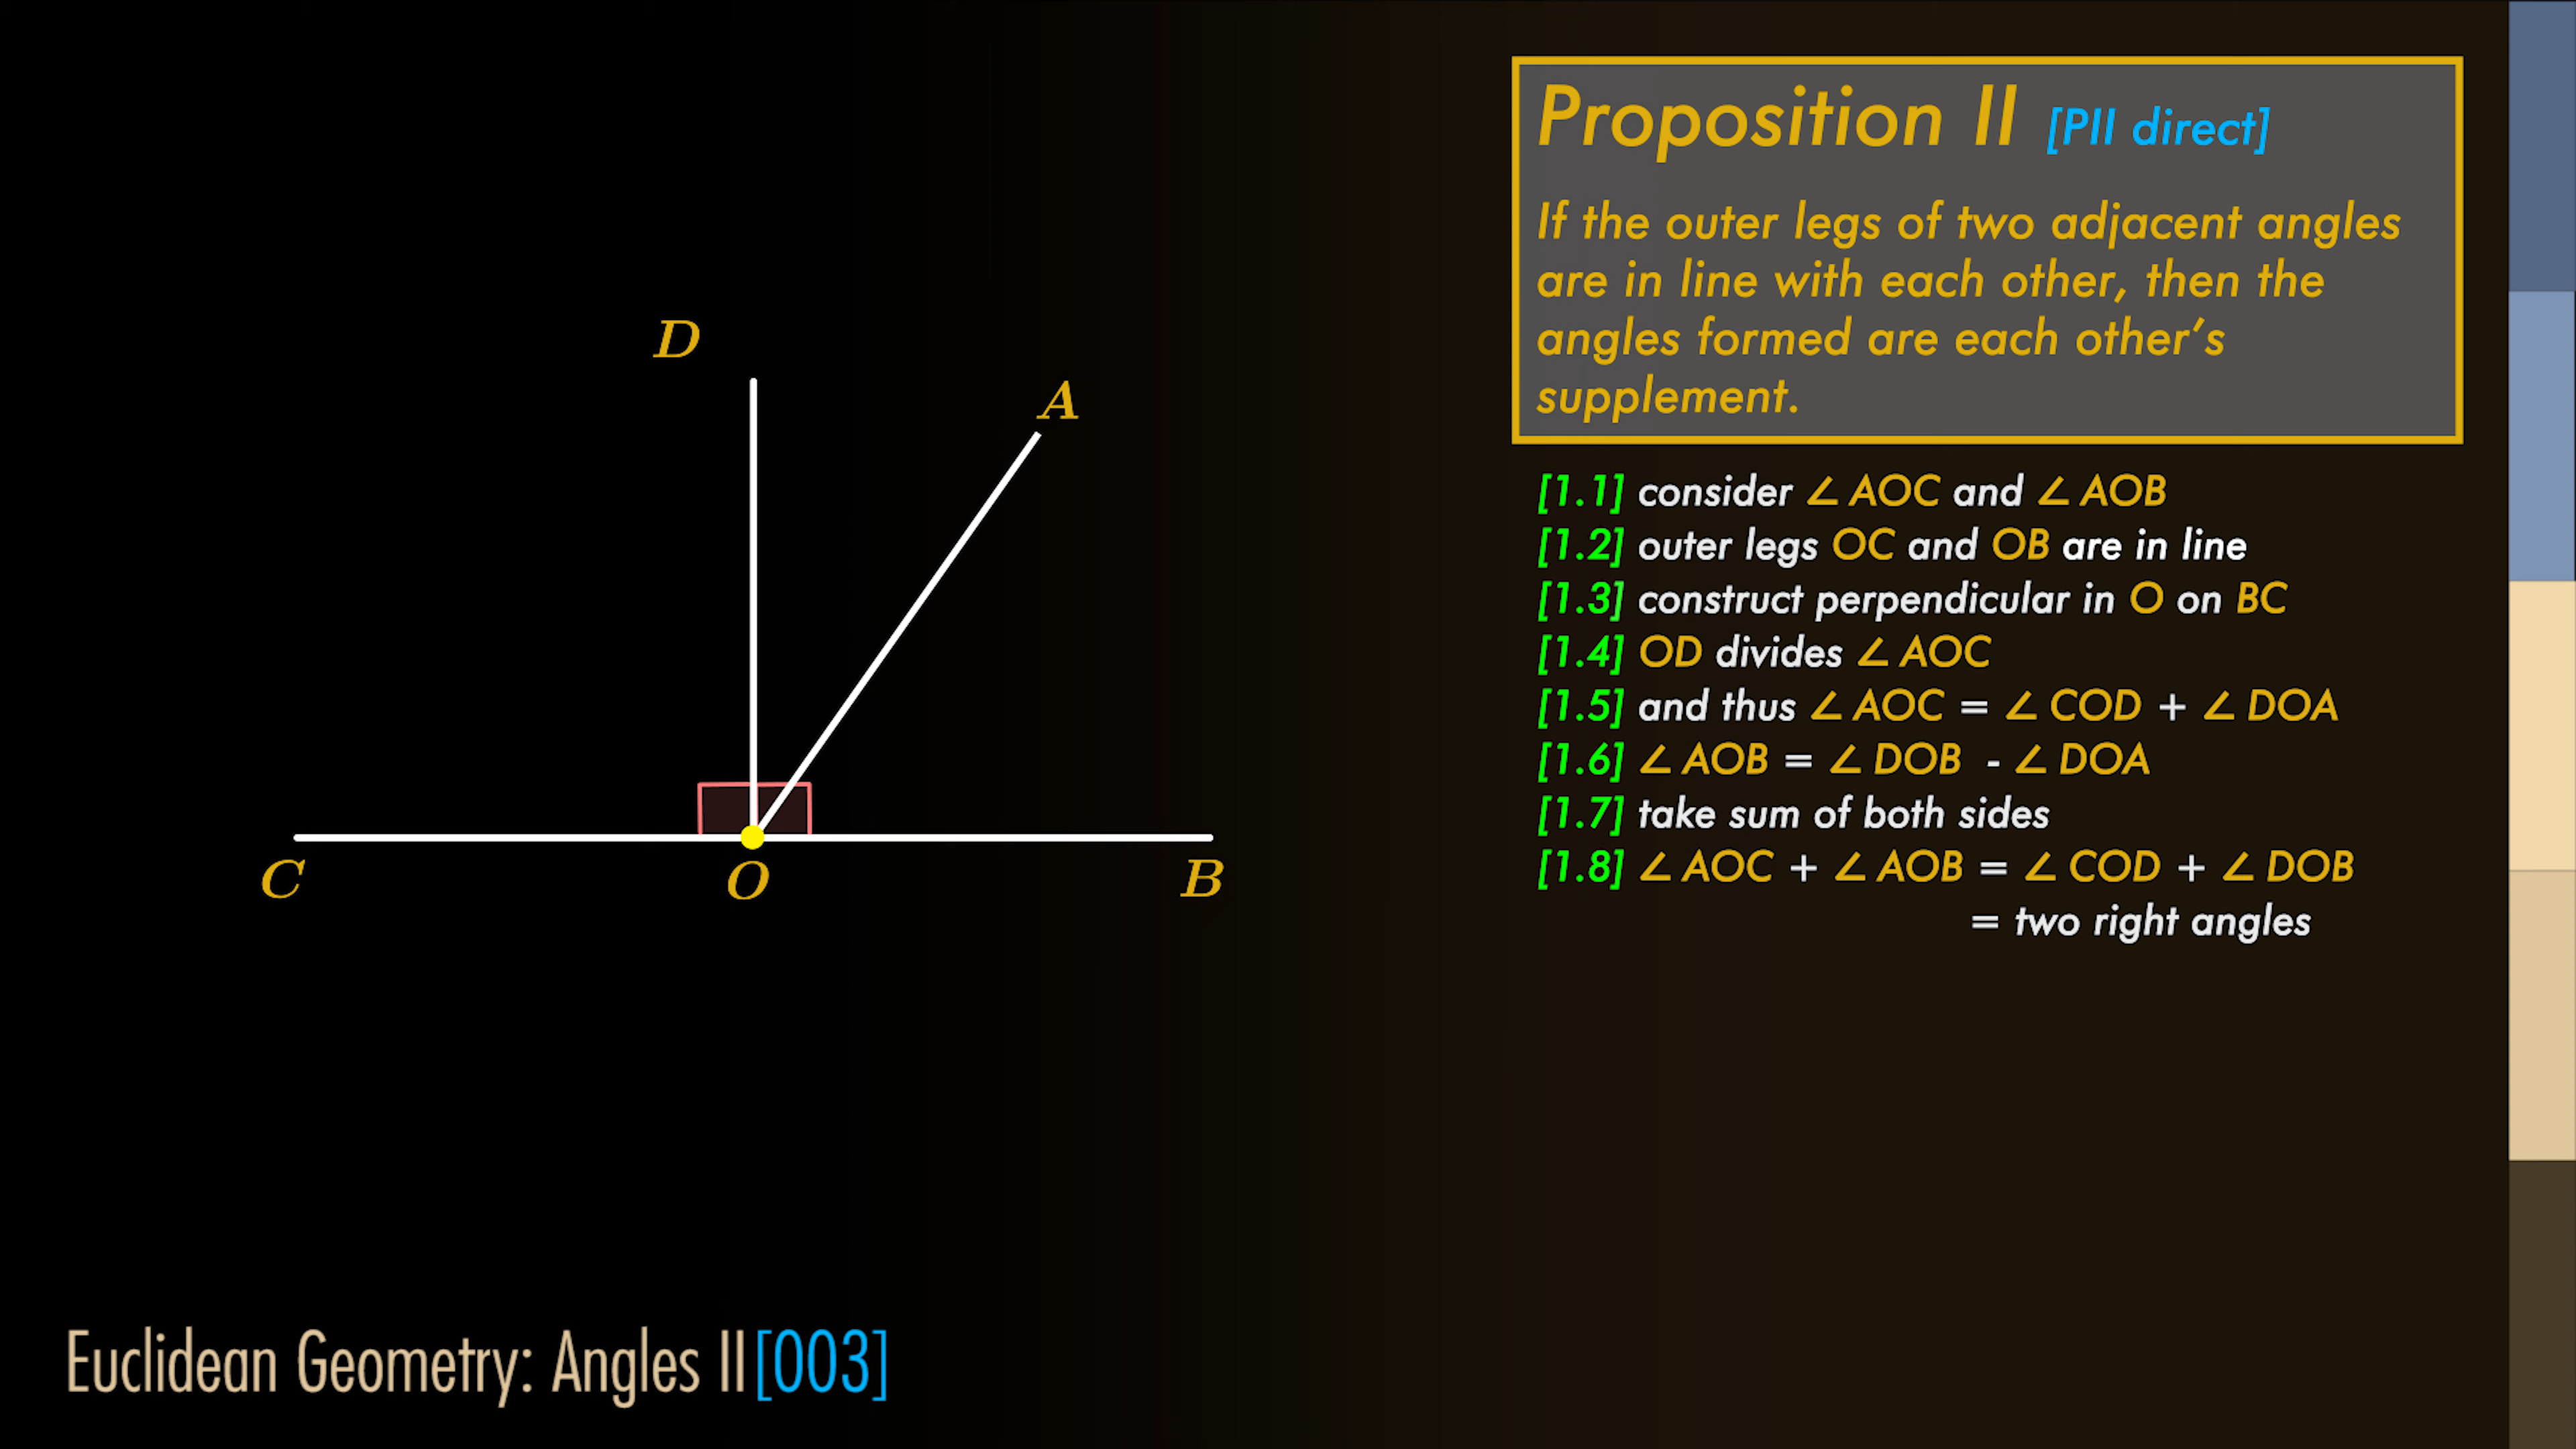 Proposition II [PII direct]
If the outer legs of two adjacent angles
are in line with each other, then the
angles formed are each other's
supplement.
[1.1] consider ∠ AOC and ∠ AOB
[1.2] outer legs OC and OB are in line
[1.3] construct perpendicular in O on BC
[1.4] OD divides ∠ AOC
[1.5] and thus ∠ AOC = ∠ COD + ∠ DOA
[1.6] ∠ AOB = ∠ DOB - ∠ DOA
[1.7] take sum of both sides
[1.8] ∠ AOC + ∠ AOB = ∠ COD + ∠ DOB
= two right angles
D
A
C
O
B
Euclidean Geometry: Angles II [003]